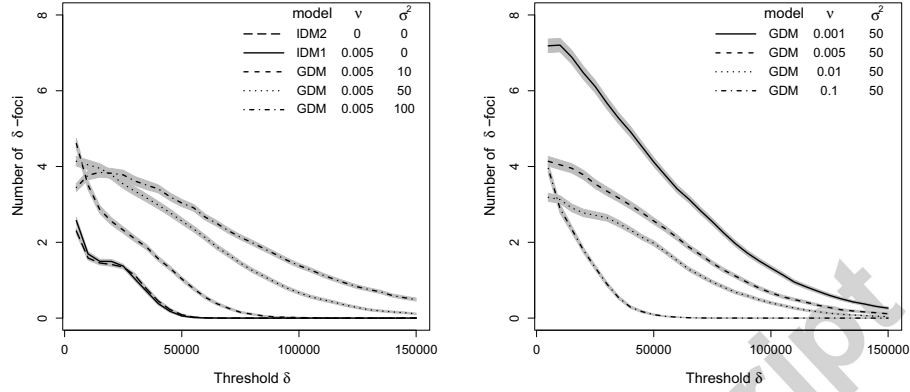 model ν σ²
IDM2 0 0
IDM1 0.005 0
GDM 0.005 10
GDM 0.005 50
GDM 0.005 100
Number of δ-foci
8
6
4
2
0
0 50000 100000 150000
Threshold δ
model ν σ²
GDM 0.001 50
GDM 0.005 50
GDM 0.01 50
GDM 0.1 50
Number of δ-foci
8
6
4
2
0
0 50000 100000 150000
Threshold δ
cript